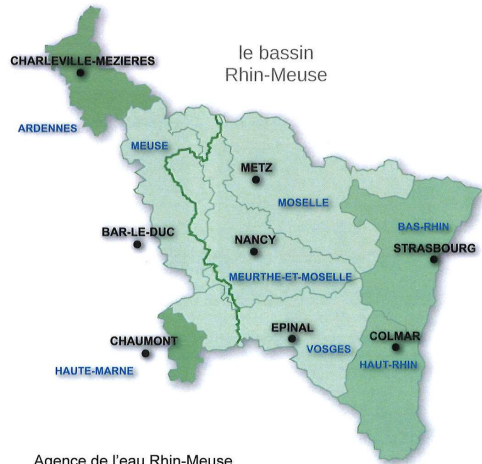 le bassin
Rhin-Meuse
CHARLEVILLE-MEZIERES
ARDENNES
MEUSE
METZ
MOSELLE
BAS-RHIN
BAR-LE-DUC
NANCY
STRASBOURG
MEURTHE-ET-MOSELLE
CHAUMONT
EPINAL
COLMAR
VOSGES
HAUTE-MARNE
HAUT-RHIN
Agence de l'eau Rhin-Meuse